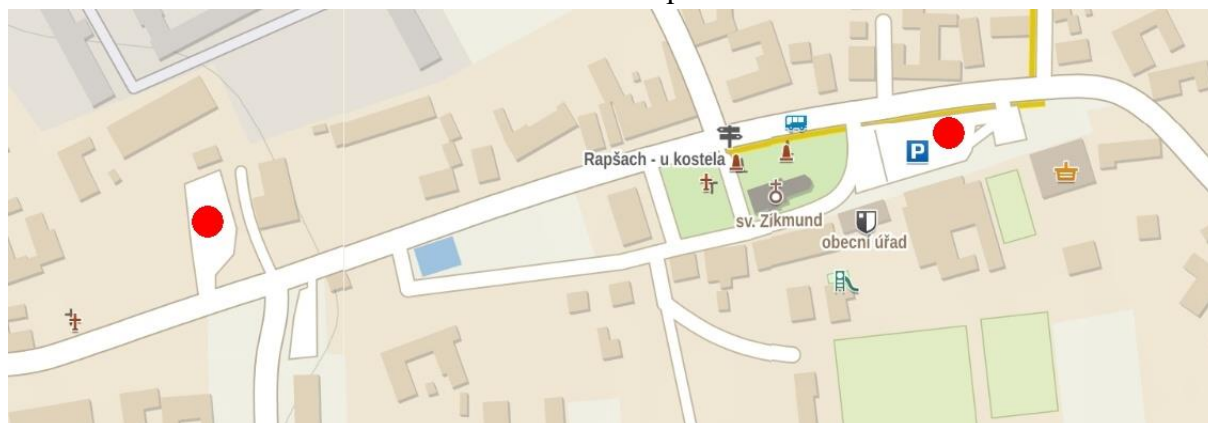 Rapšach - u kostela
P
sv. Zikmund
obecní úřad